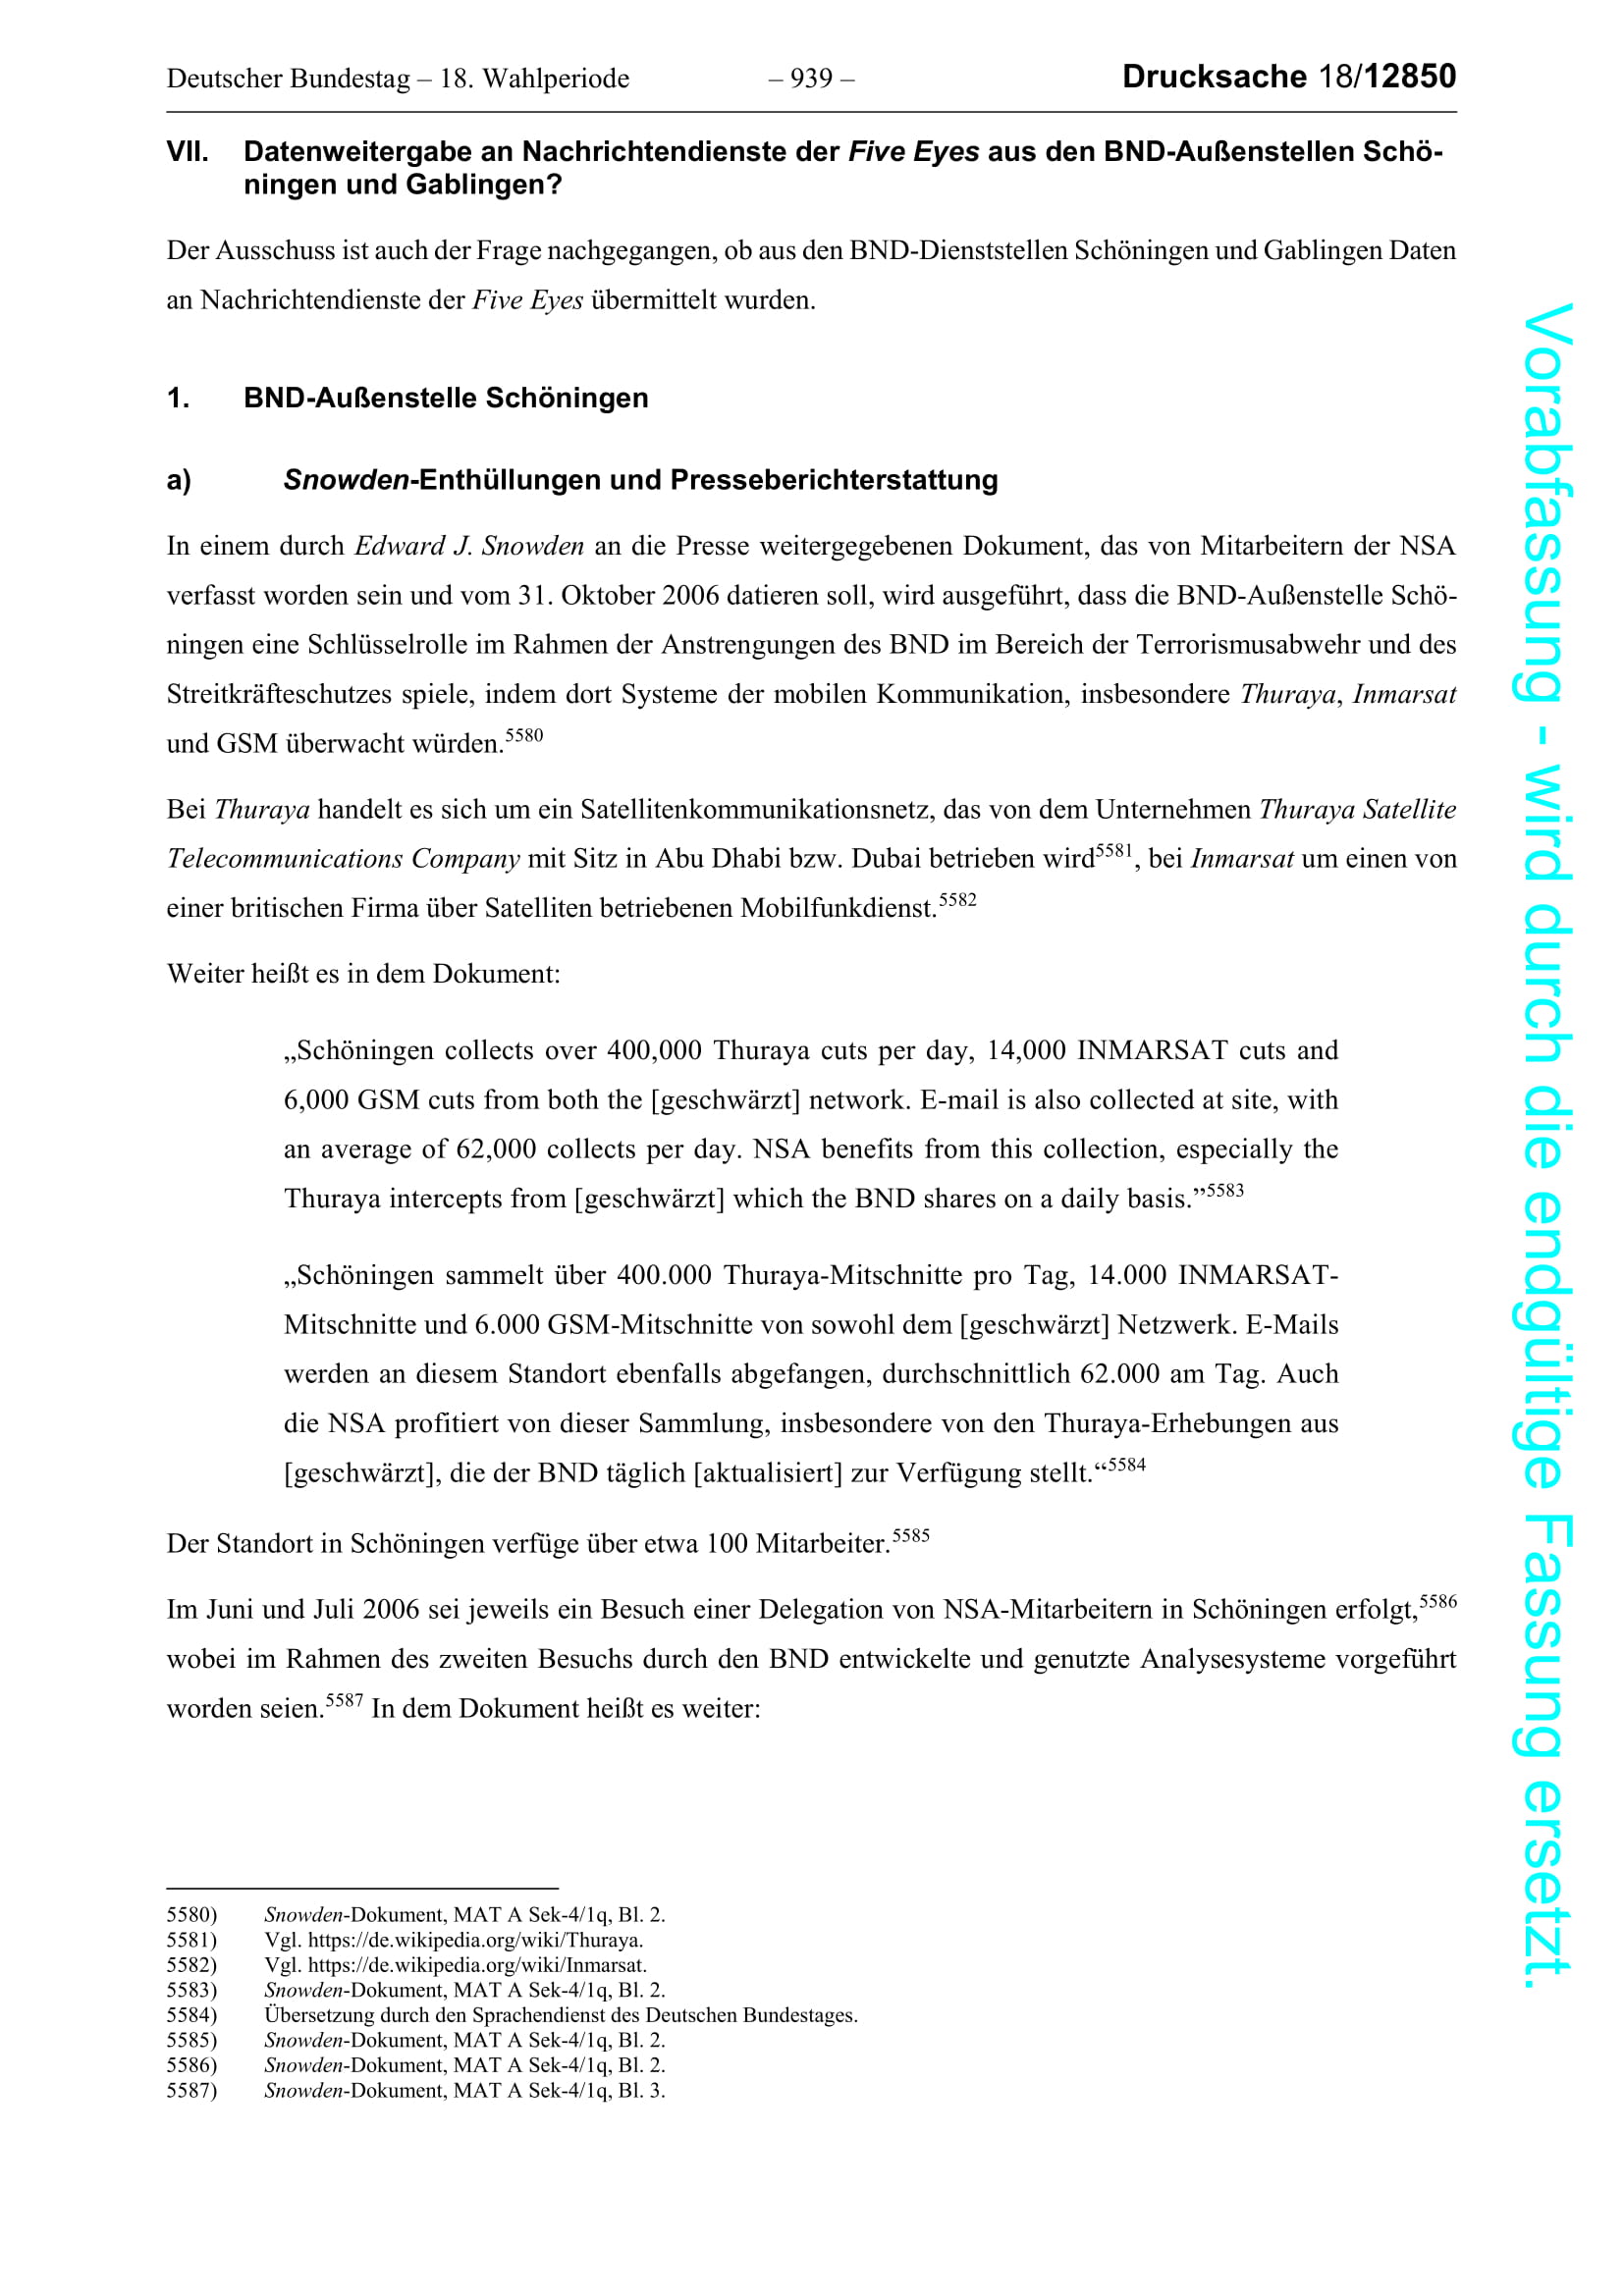 Deutscher Bundestag – 18. Wahlperiode – 939 – Drucksache 18/12850
VII. Datenweitergabe an Nachrichtendienste der Five Eyes aus den BND-Außenstellen Schö-
ningen und Gablingen?
Der Ausschuss ist auch der Frage nachgegangen, ob aus den BND-Dienststellen Schöningen und Gablingen Daten
an Nachrichtendienste der Five Eyes übermittelt wurden.
1. BND-Außenstelle Schöningen
a) Snowden-Enthüllungen und Presseberichterstattung
In einem durch Edward J. Snowden an die Presse weitergegebenen Dokument, das von Mitarbeitern der NSA
verfasst worden sein und vom 31. Oktober 2006 datieren soll, wird ausgeführt, dass die BND-Außenstelle Schö-
ningen eine Schlüsselrolle im Rahmen der Anstrengungen des BND im Bereich der Terrorismusabwehr und des
Streitkräfteschutzes spiele, indem dort Systeme der mobilen Kommunikation, insbesondere Thuraya, Inmarsat
und GSM überwacht würden.5580
Bei Thuraya handelt es sich um ein Satellitenkommunikationsnetz, das von dem Unternehmen Thuraya Satellite
Telecommunications Company mit Sitz in Abu Dhabi bzw. Dubai betrieben wird5581, bei Inmarsat um einen von
einer britischen Firma über Satelliten betriebenen Mobilfunkdienst.5582
Weiter heißt es in dem Dokument:
„Schöningen collects over 400,000 Thuraya cuts per day, 14,000 INMARSAT cuts and
6,000 GSM cuts from both the [geschwärzt] network. E-mail is also collected at site, with
an average of 62,000 collects per day. NSA benefits from this collection, especially the
Thuraya intercepts from [geschwärzt] which the BND shares on a daily basis.”5583
„Schöningen sammelt über 400.000 Thuraya-Mitschnitte pro Tag, 14.000 INMARSAT-
Mitschnitte und 6.000 GSM-Mitschnitte von sowohl dem [geschwärzt] Netzwerk. E-Mails
werden an diesem Standort ebenfalls abgefangen, durchschnittlich 62.000 am Tag. Auch
die NSA profitiert von dieser Sammlung, insbesondere von den Thuraya-Erhebungen aus
[geschwärzt], die der BND täglich [aktualisiert] zur Verfügung stellt.“5584
Der Standort in Schöningen verfüge über etwa 100 Mitarbeiter.5585
Im Juni und Juli 2006 sei jeweils ein Besuch einer Delegation von NSA-Mitarbeitern in Schöningen erfolgt,5586
wobei im Rahmen des zweiten Besuchs durch den BND entwickelte und genutzte Analysesysteme vorgeführt
worden seien.5587 In dem Dokument heißt es weiter:
5580) Snowden-Dokument, MAT A Sek-4/1q, Bl. 2.
5581) Vgl. https://de.wikipedia.org/wiki/Thuraya.
5582) Vgl. https://de.wikipedia.org/wiki/Inmarsat.
5583) Snowden-Dokument, MAT A Sek-4/1q, Bl. 2.
5584) Übersetzung durch den Sprachendienst des Deutschen Bundestages.
5585) Snowden-Dokument, MAT A Sek-4/1q, Bl. 2.
5586) Snowden-Dokument, MAT A Sek-4/1q, Bl. 2.
5587) Snowden-Dokument, MAT A Sek-4/1q, Bl. 3.
Vorabfassung - wird durch die endgültige Fassung ersetzt.